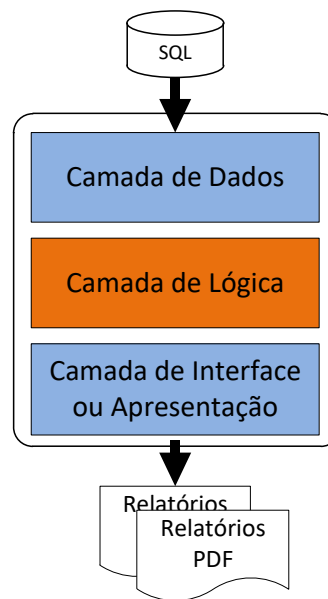 SQL
Camada de Dados
Camada de Lógica
Camada de Interface
ou Apresentação
Relatórios
Relatórios
PDF